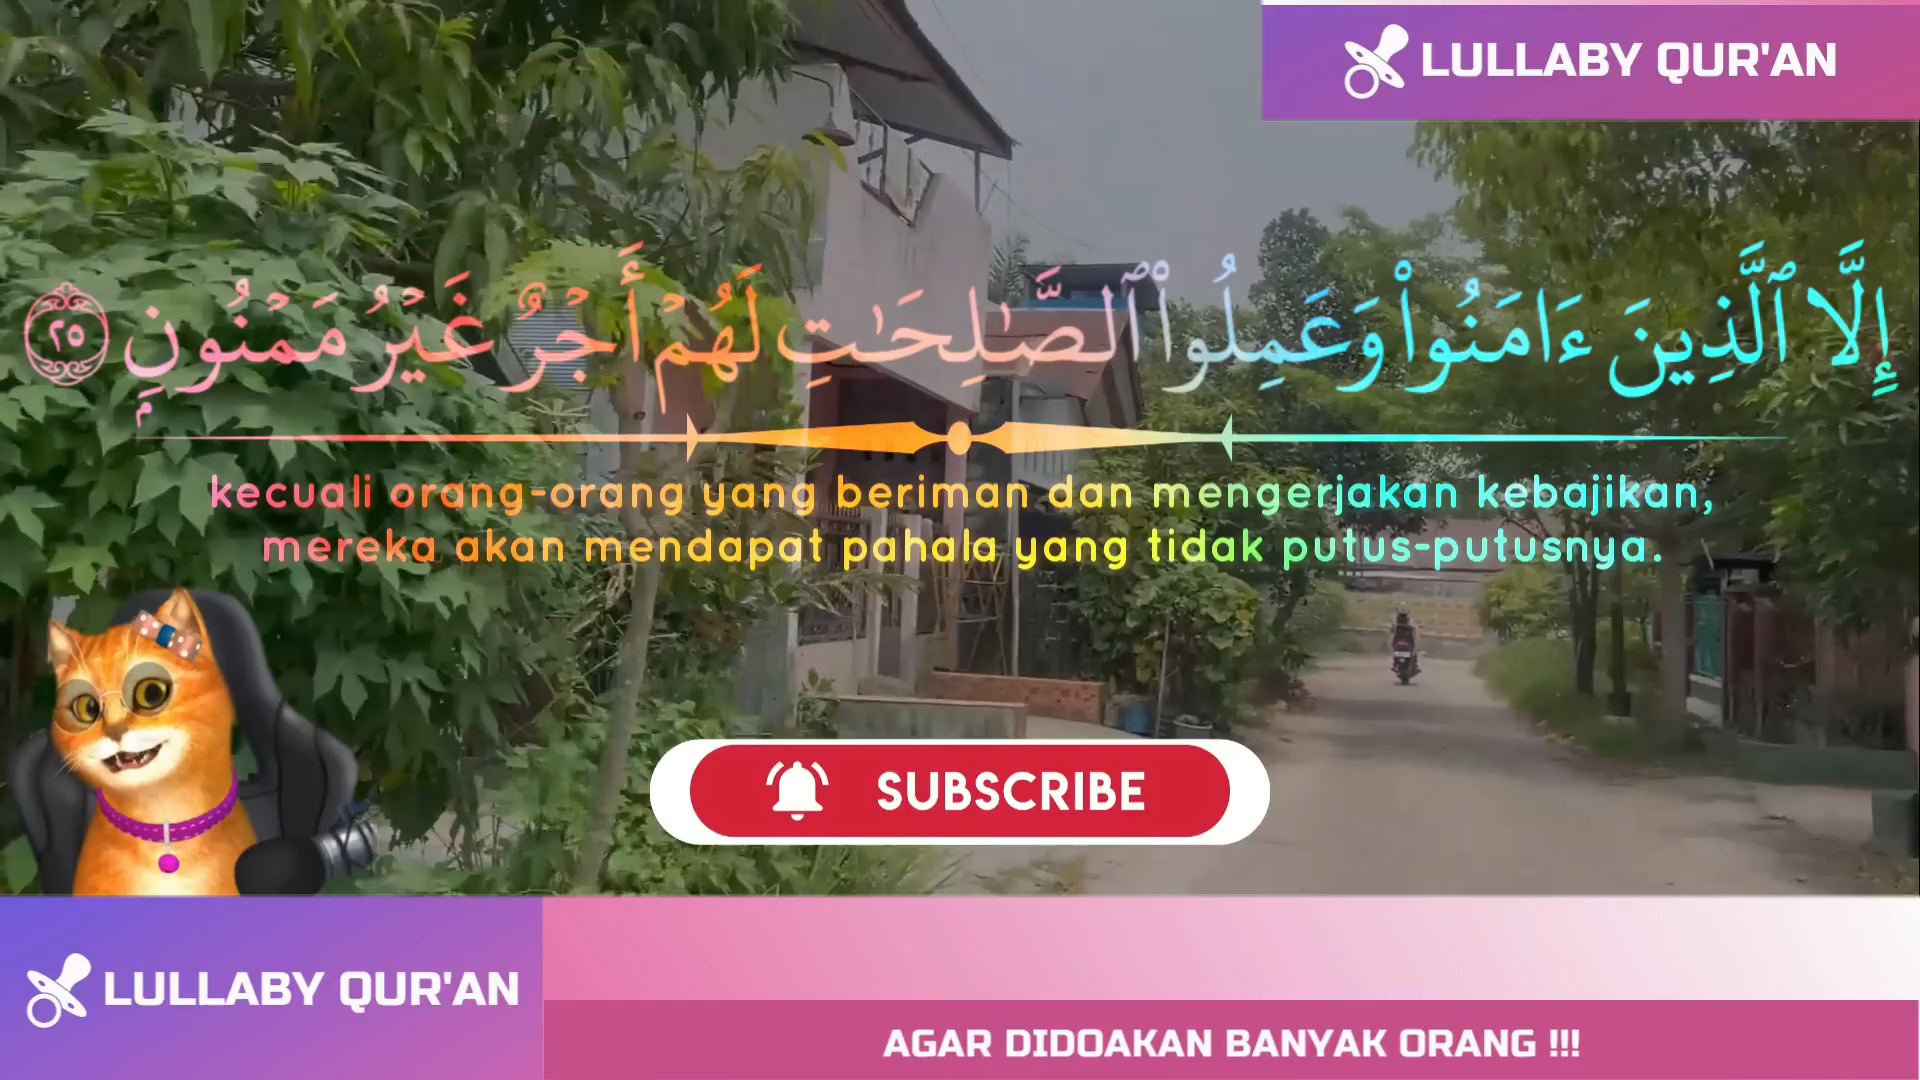 LULLABY QUR'AN
إِلَّا ٱلَّذِينَ ءَامَنُوا۟ وَعَمِلُوا۟ ٱلصَّـٰلِحَـٰتِ لَهُمْ أَجْرٌ غَيْرُ مَمْنُونٍۭ ٢٥
kecuali orang-orang yang beriman dan mengerjakan kebajikan,
mereka akan mendapat pahala yang tidak putus-putusnya.
SUBSCRIBE
LULLABY QUR'AN
AGAR DIDOAKAN BANYAK ORANG !!!